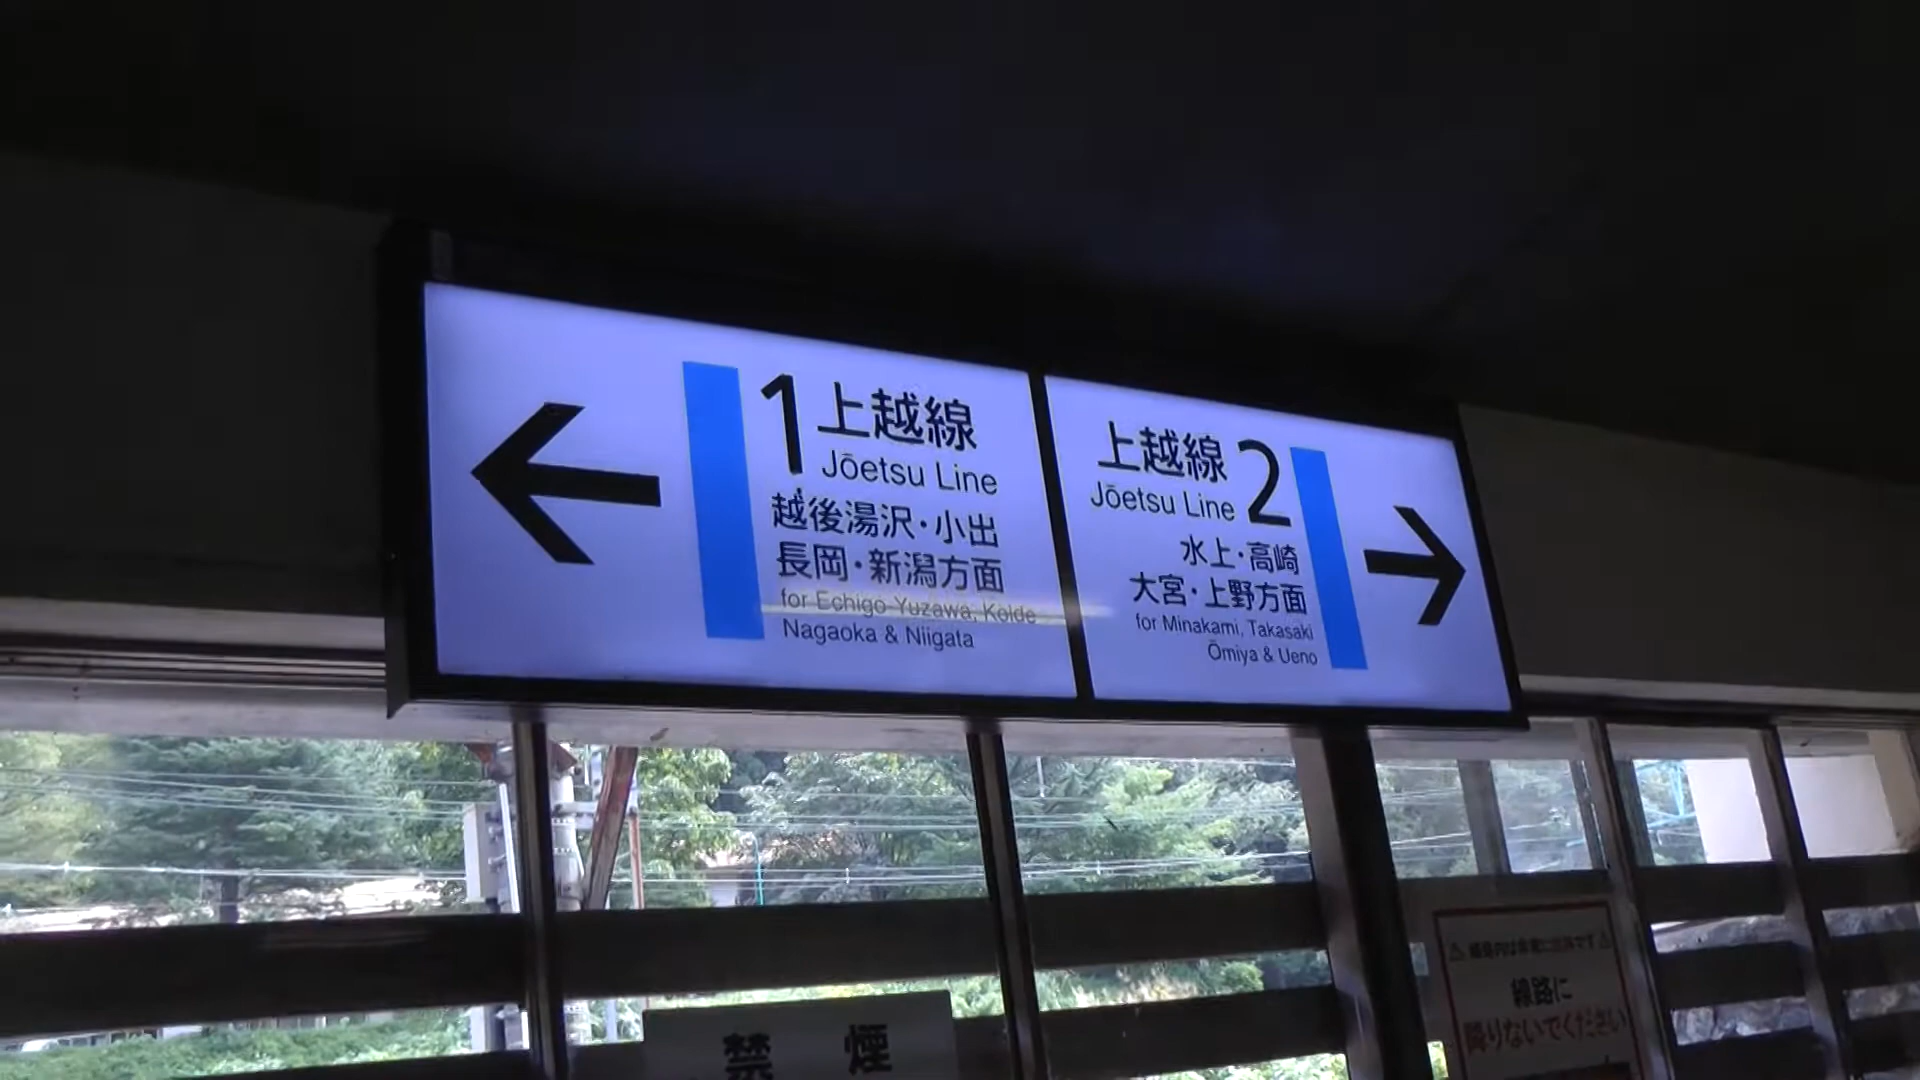 1 上越線
Jōetsu Line
越後湯沢・小出
長岡・新潟方面
for Echigo-Yuzawa, Koide
Nagaoka & Niigata
上越線 2
Jōetsu Line
水上・高崎
大宮・上野方面
for Minakami, Takasaki
Ōmiya & Ueno
禁煙
線路に
降りないでください